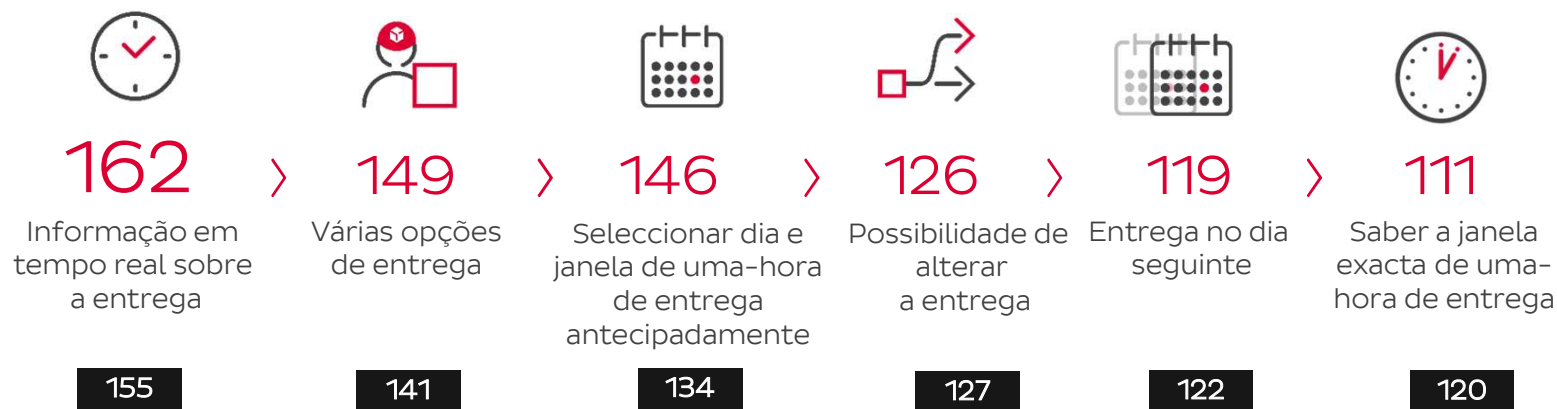 162 > 149 > 146 > 126 > 119 > 111
Informação em
tempo real sobre
a entrega
Várias opções
de entrega
Seleccionar dia e
janela de uma-hora
de entrega
antecipadamente
Possibilidade de
alterar
a entrega
Entrega no dia
seguinte
Saber a janela
exacta de uma-
hora de entrega
155 141 134 127 122 120